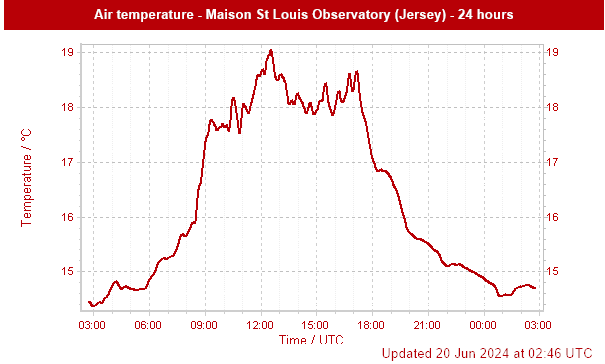 Air temperature - Maison St Louis Observatory (Jersey) - 24 hours
19 19
18 18
17 17
16 16
15 15
Temperature / °C
03:00 06:00 09:00 12:00 15:00 18:00 21:00 00:00 03:00
Time / UTC
Updated 20 Jun 2024 at 02:46 UTC